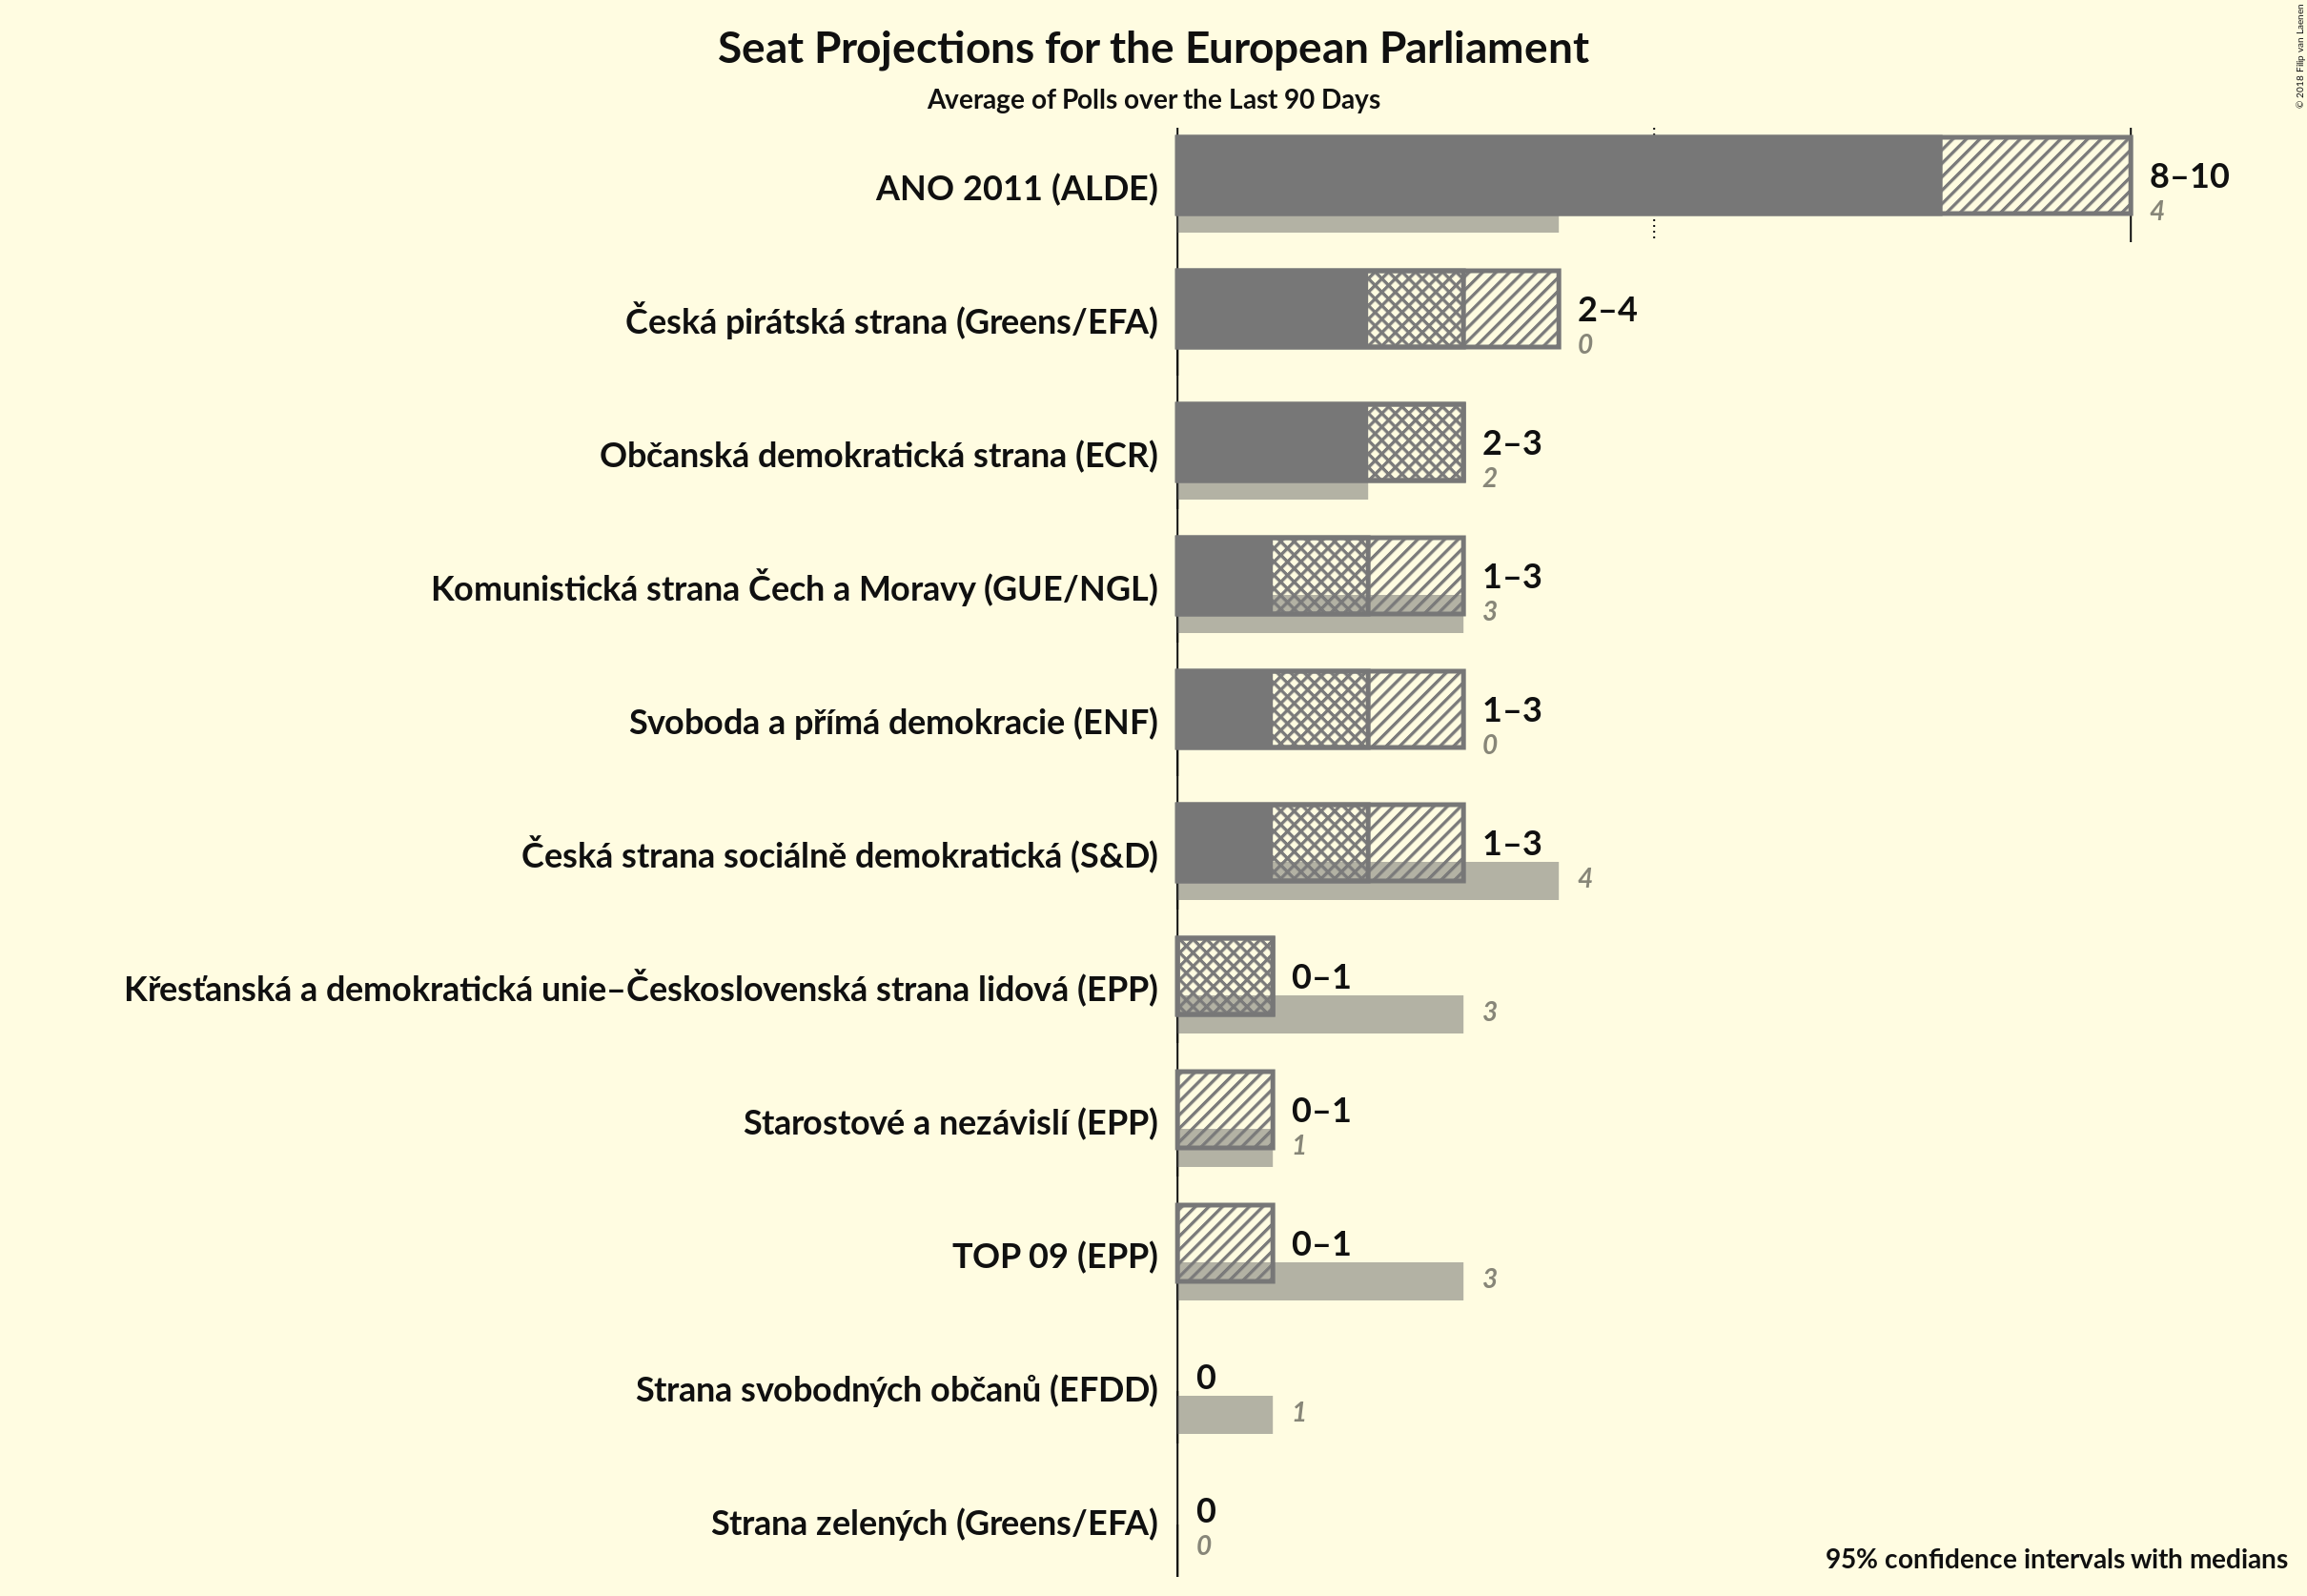 Seat Projections for the European Parliament
Average of Polls over the Last 90 Days
© 2018 Filip van Laenen
ANO 2011 (ALDE)
8–10
4
Česká pirátská strana (Greens/EFA)
2–4
0
Občanská demokratická strana (ECR)
2–3
2
Komunistická strana Čech a Moravy (GUE/NGL)
1–3
3
Svoboda a přímá demokracie (ENF)
1–3
0
Česká strana sociálně demokratická (S&D)
1–3
4
Křesťanská a demokratická unie–Československá strana lidová (EPP)
0–1
3
Starostové a nezávislí (EPP)
0–1
1
TOP 09 (EPP)
0–1
3
Strana svobodných občanů (EFDD)
0
1
Strana zelených (Greens/EFA)
0
0
95% confidence intervals with medians